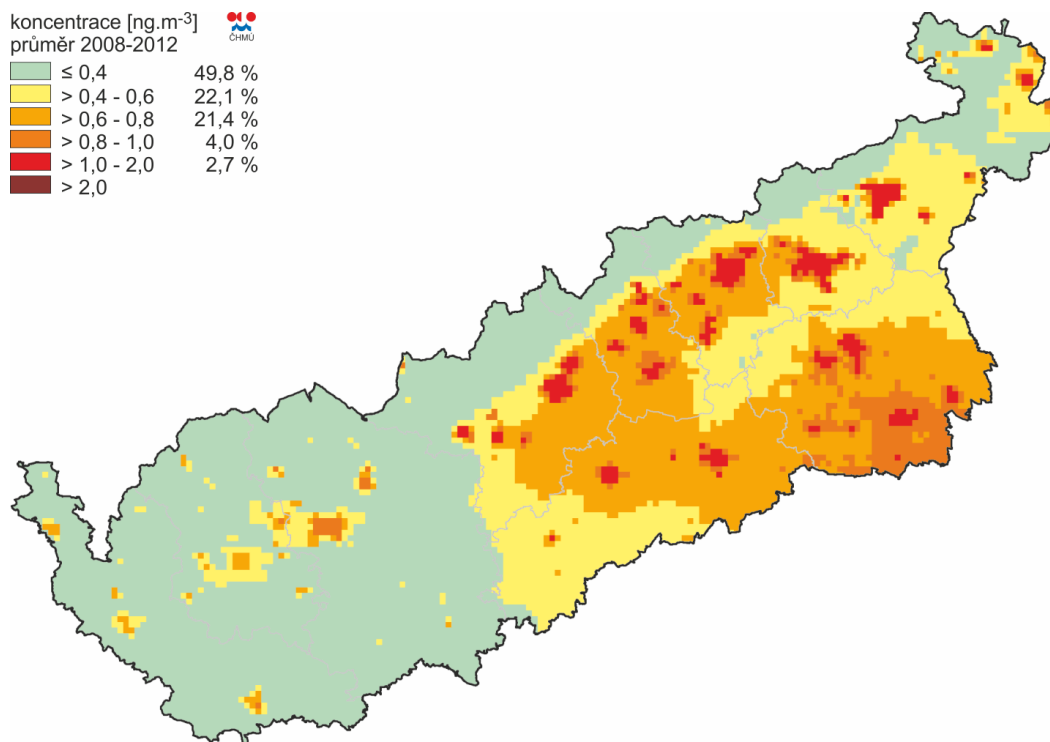 koncentrace [ng.m-3]
ČHMÚ
průměr 2008-2012
≤ 0,4 49,8 %
> 0,4 - 0,6 22,1 %
> 0,6 - 0,8 21,4 %
> 0,8 - 1,0 4,0 %
> 1,0 - 2,0 2,7 %
> 2,0